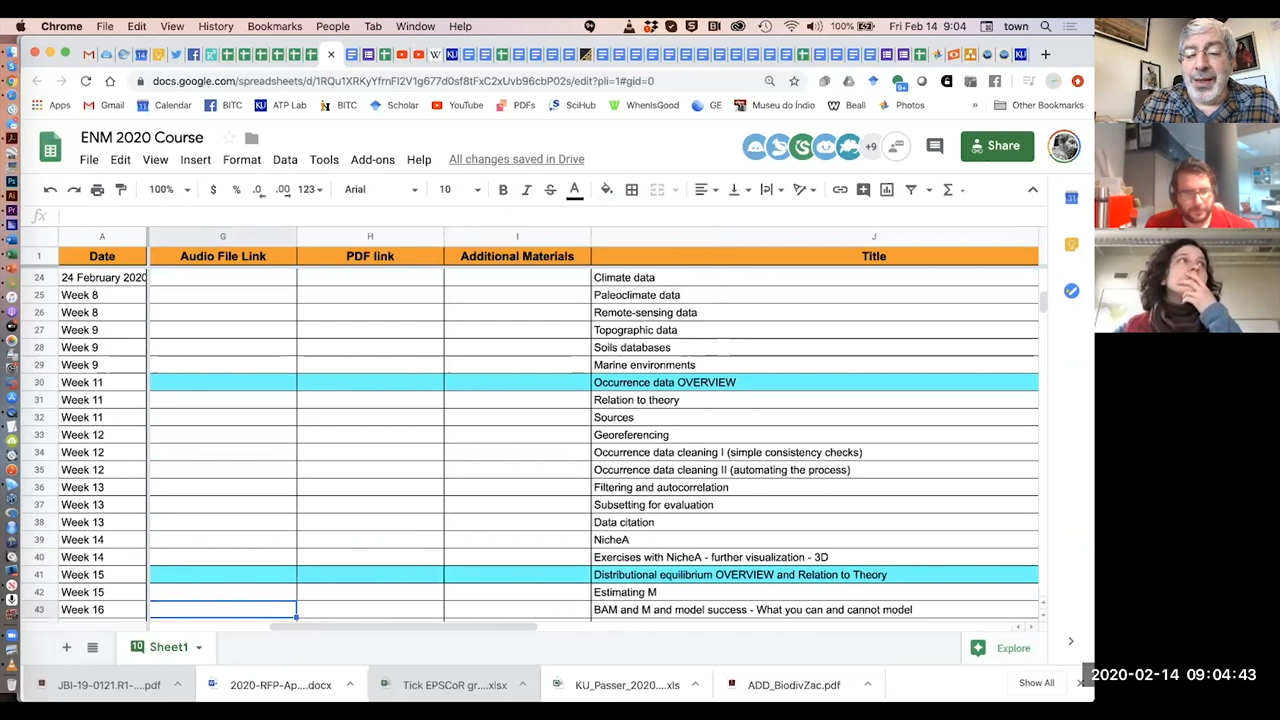 Chrome File Edit View History Bookmarks People Tab Window Help 100% Fri Feb 14 9:04 town
docs.google.com/spreadsheets/d/1RQu1XRKyYfrnFI2V1g677d0sf8tFxC2xUvb96cbP02s/edit?pli=1#gid=0
Apps Gmail Calendar BITC ATP Lab BITC Scholar YouTube PDFs SciHub WhenIsGood GE Museu do Índio Beall Photos » Other Bookmarks
ENM 2020 Course
+9 Share
File Edit View Insert Format Data Tools Add-ons Help All changes saved in Drive
100% $ % .0 .00 123 Arial 10 B I S A
fx
A G H I J
1 Date Audio File Link PDF link Additional Materials Title
24 24 February 2020 Climate data
25 Week 8 Paleoclimate data
26 Week 8 Remote-sensing data
27 Week 9 Topographic data
28 Week 9 Soils databases
29 Week 9 Marine environments
30 Week 11 Occurrence data OVERVIEW
31 Week 11 Relation to theory
32 Week 11 Sources
33 Week 12 Georeferencing
34 Week 12 Occurrence data cleaning I (simple consistency checks)
35 Week 12 Occurrence data cleaning II (automating the process)
36 Week 13 Filtering and autocorrelation
37 Week 13 Subsetting for evaluation
38 Week 13 Data citation
39 Week 14 NicheA
40 Week 14 Exercises with NicheA - further visualization - 3D
41 Week 15 Distributional equilibrium OVERVIEW and Relation to Theory
42 Week 15 Estimating M
43 Week 16 BAM and M and model success - What you can and cannot model
10 Sheet1 Explore
JBI-19-0121.R1-....pdf 2020-RFP-Ap....docx Tick EPSCoR gr....xlsx KU_Passer_2020....xls ADD_BiodivZac.pdf Show All
2020-02-14 09:04:43